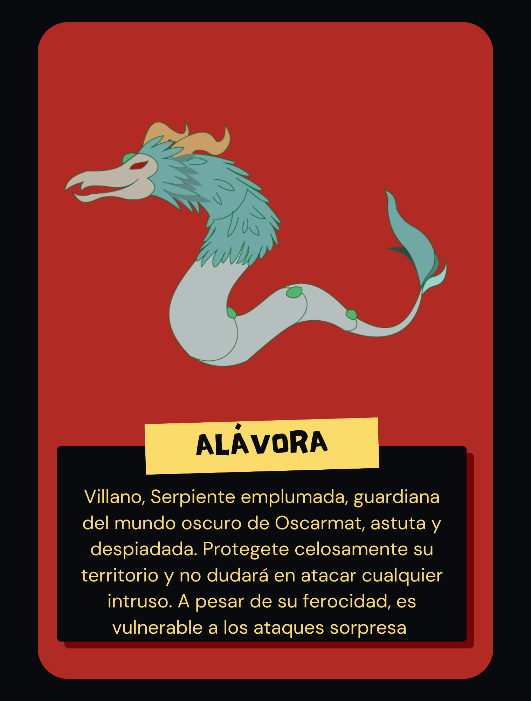 ALÁVORA
Villano, Serpiente emplumada, guardiana
del mundo oscuro de Oscarmat, astuta y
despiadada. Protegete celosamente su
territorio y no dudará en atacar cualquier
intruso. A pesar de su ferocidad, es
vulnerable a los ataques sorpresa